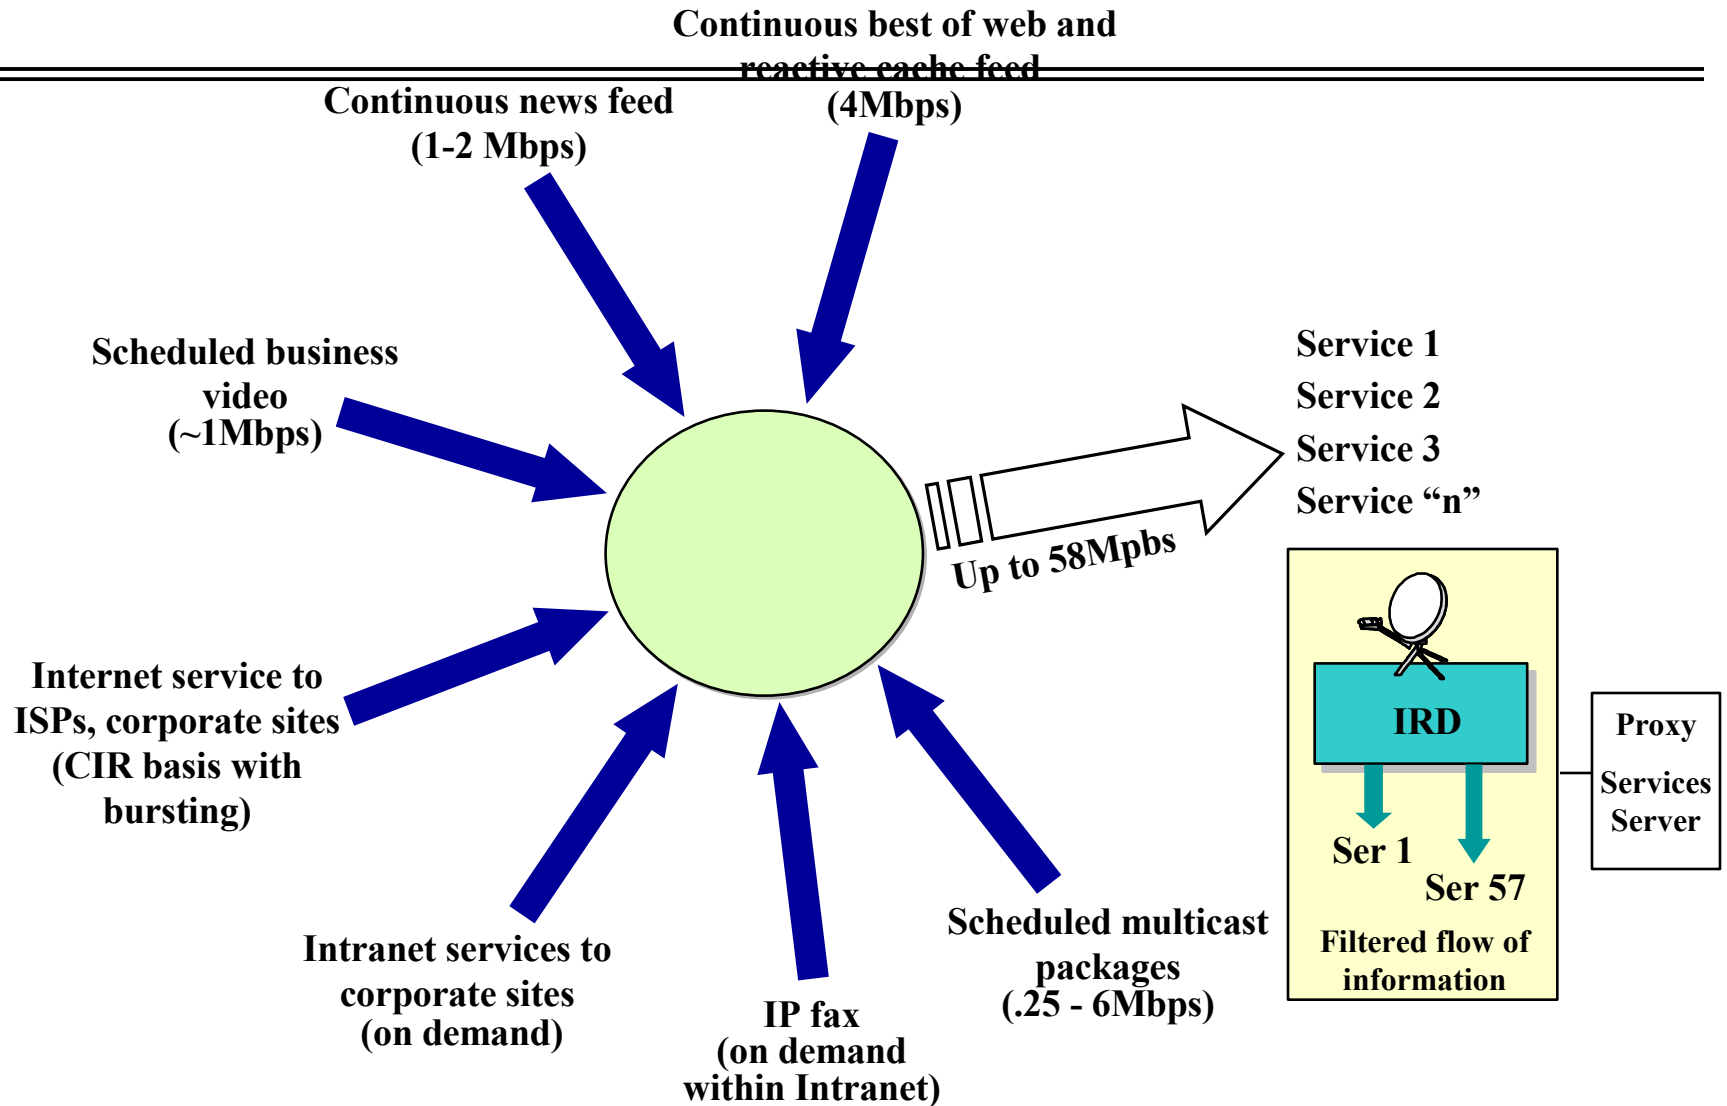 Continuous best of web and
reactive cache feed
(4Mbps)
Continuous news feed
(1-2 Mbps)
Scheduled business
video
(~1Mbps)
Internet service to
ISPs, corporate sites
(CIR basis with
bursting)
Intranet services to
corporate sites
(on demand)
IP fax
(on demand
within Intranet)
Scheduled multicast
packages
(.25 - 6Mbps)
Up to 58Mpbs
Service 1
Service 2
Service 3
Service “n”
IRD
Ser 1
Ser 57
Filtered flow of
information
Proxy
Services
Server